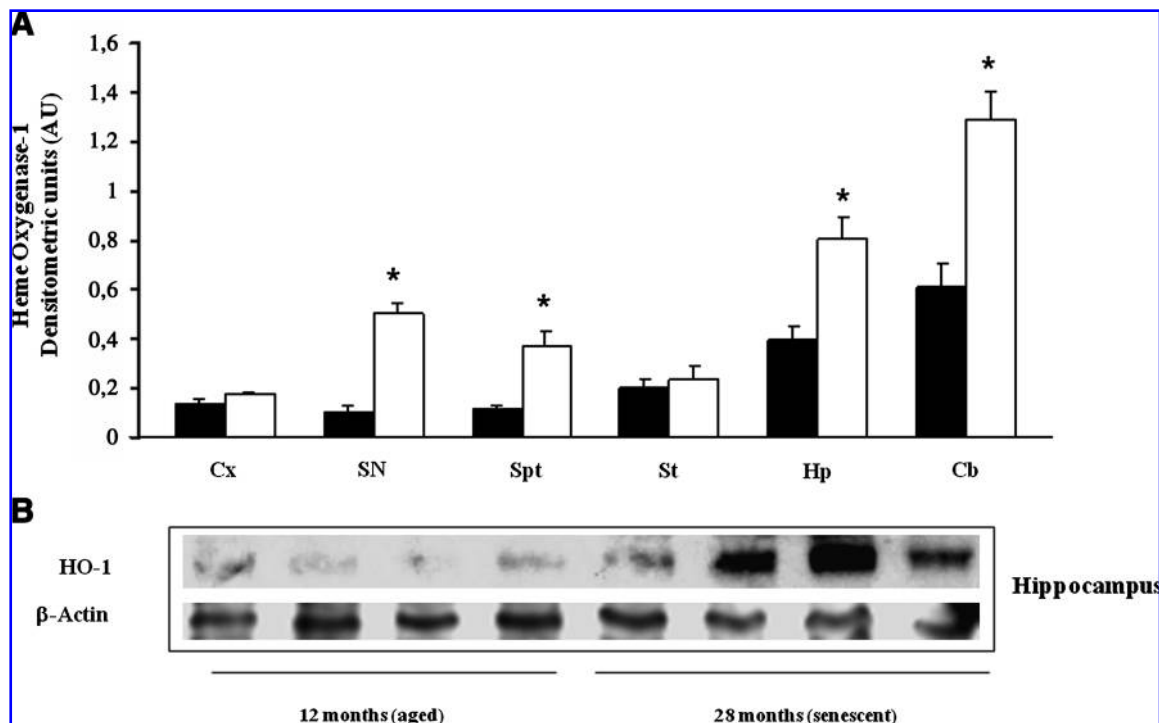 A
Heme Oxygenase-1
Densitometric units (AU)
1,6
1,4
1,2
1
0,8
0,6
0,4
0,2
0
*
*
*
*
Cx SN Spt St Hp Cb
B
HO-1
β-Actin
Hippocampus
12 months (aged) 28 months (senescent)